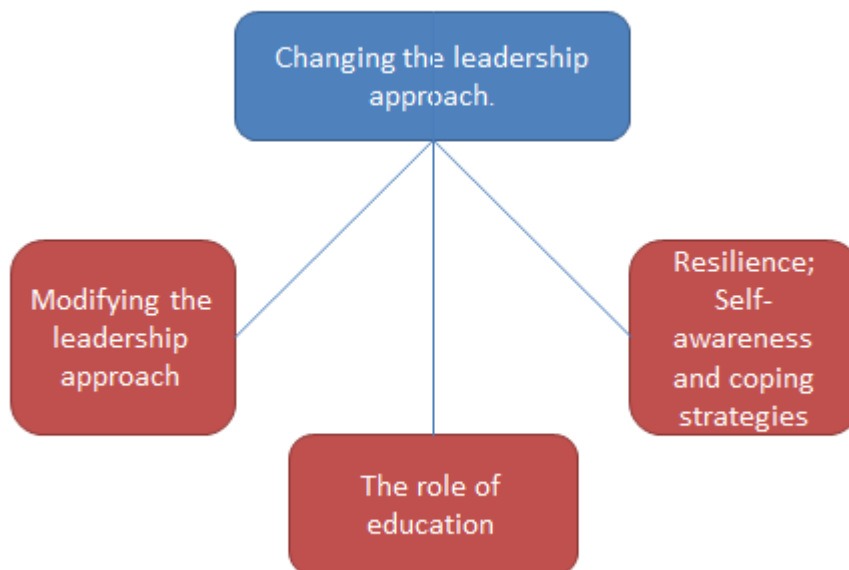 Changing the leadership
approach.
Modifying the
leadership
approach
The role of
education
Resilience;
Self-
awareness
and coping
strategies